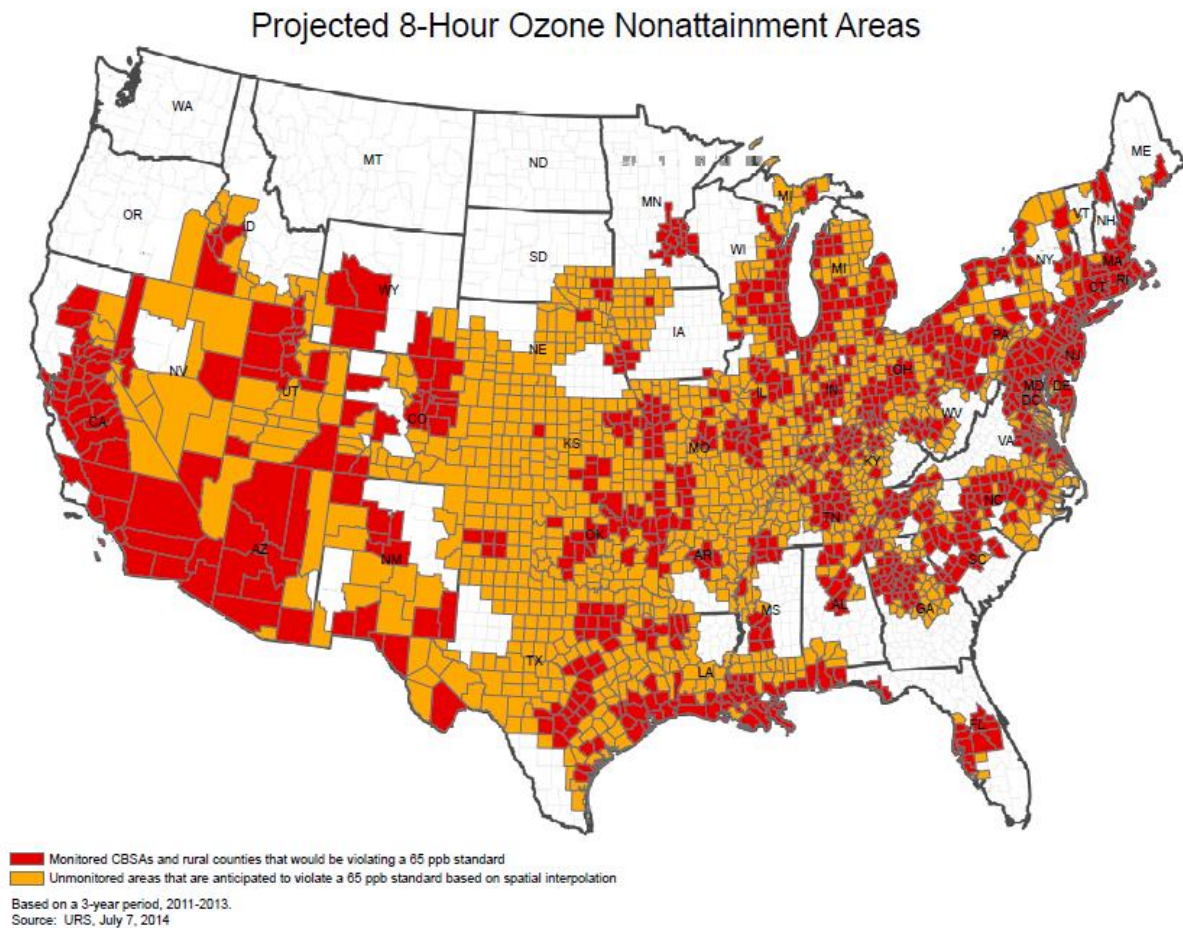 Projected 8-Hour Ozone Nonattainment Areas
WA
MT
ND
MN
ME
OR
ID
SD
WI
MI
VT
NH
WY
MI
NY
MA
CT
RI
IA
NE
PA
NJ
NV
UT
IL
IN
OH
MD
DE
DC
CA
CO
WV
VA
KS
MO
KY
NC
TN
OK
AZ
NM
AR
SC
MS
AL
GA
TX
LA
FL
Monitored CBSAs and rural counties that would be violating a 65 ppb standard
Unmonitored areas that are anticipated to violate a 65 ppb standard based on spatial interpolation
Based on a 3-year period, 2011-2013.
Source: URS, July 7, 2014